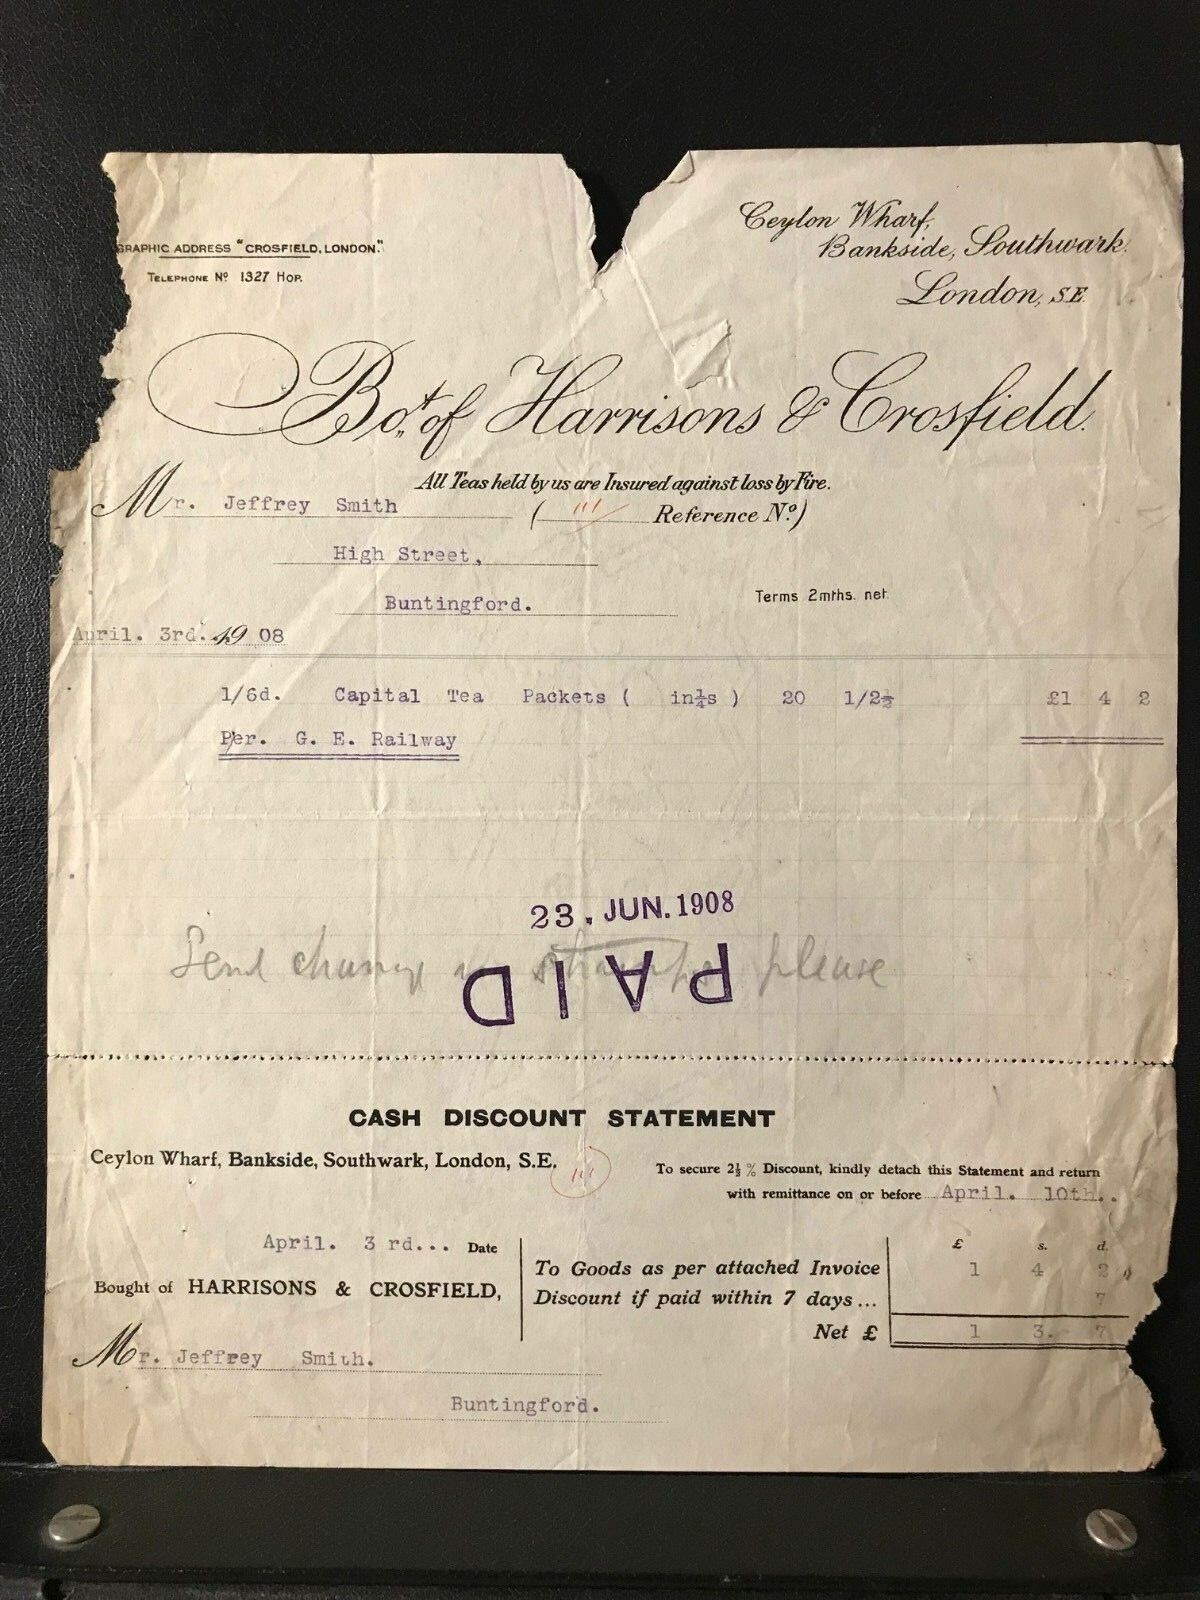 GRAPHIC ADDRESS "CROSFIELD, LONDON."
TELEPHONE Nº 1327 HOP.
Ceylon Wharf,
Bankside, Southwark.
London, S.E.
Bot. of Harrisons & Crosfield.
All Teas held by us are Insured against loss by Fire.
Mr. Jeffrey Smith ( 111 Reference Nº.)
High Street,
Buntingford.
Terms 2mths. net.
April. 3rd. 1908
1/6d. Capital Tea Packets ( in¼s ) 20 1/2½ £1 4 2
Per. G. E. Railway
23. JUN. 1908
Send change in stamps please
PAID
CASH DISCOUNT STATEMENT
Ceylon Wharf, Bankside, Southwark, London, S.E. 111
To secure 2½ % Discount, kindly detach this Statement and return
with remittance on or before April. 10th..
April. 3 rd... Date
Bought of HARRISONS & CROSFIELD,
Mr. Jeffrey Smith.
Buntingford.
£ s. d.
To Goods as per attached Invoice 1 4 2
Discount if paid within 7 days... 7
Net £ 1 3. 7